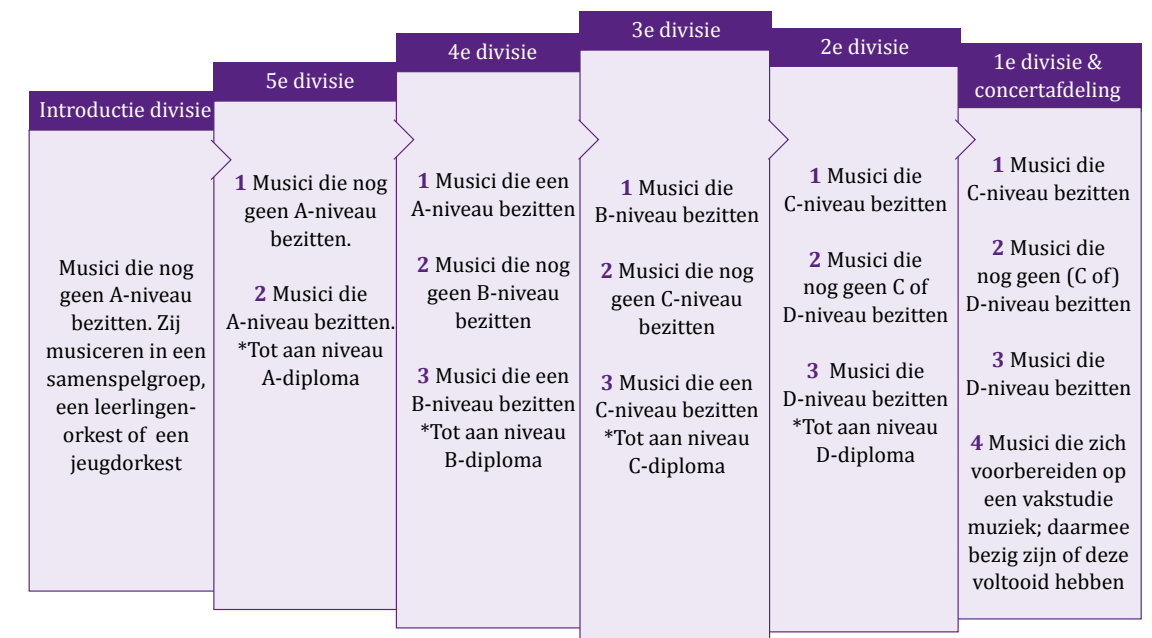 Introductie divisie
Musici die nog
geen A-niveau
bezitten. Zij
musiceren in een
samenspelgroep,
een leerlingen-
orkest of een
jeugdorkest
5e divisie
1 Musici die nog
geen A-niveau
bezitten.
2 Musici die
A-niveau bezitten.
*Tot aan niveau
A-diploma
4e divisie
1 Musici die een
A-niveau bezitten
2 Musici die nog
geen B-niveau
bezitten
3 Musici die een
B-niveau bezitten
*Tot aan niveau
B-diploma
3e divisie
1 Musici die
B-niveau bezitten
2 Musici die nog
geen C-niveau
bezitten
3 Musici die een
C-niveau bezitten
*Tot aan niveau
C-diploma
2e divisie
1 Musici die
C-niveau bezitten
2 Musici die
nog geen C of
D-niveau bezitten
3 Musici die
D-niveau bezitten
*Tot aan niveau
D-diploma
1e divisie &
concertafdeling
1 Musici die
C-niveau bezitten
2 Musici die
nog geen (C of)
D-niveau bezitten
3 Musici die
D-niveau bezitten
4 Musici die zich
voorbereiden op
een vakstudie
muziek; daarmee
bezig zijn of deze
voltooid hebben